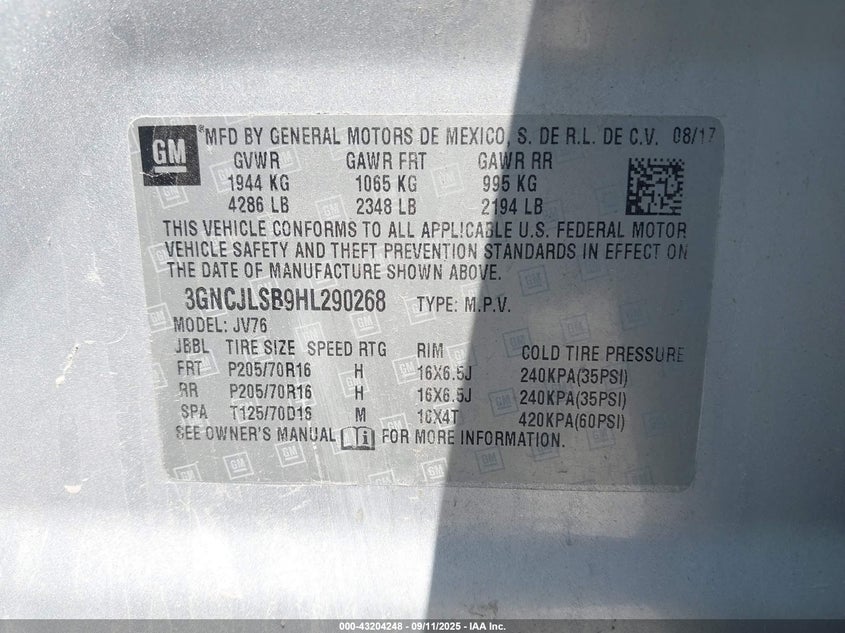 GM ®MFD BY GENERAL MOTORS DE MEXICO, S. DE R.L. DE C.V. 08/17
GVWR GAWR FRT GAWR RR
1944 KG 1065 KG 995 KG
4286 LB 2348 LB 2194 LB
THIS VEHICLE CONFORMS TO ALL APPLICABLE U.S. FEDERAL MOTOR
VEHICLE SAFETY AND THEFT PREVENTION STANDARDS IN EFFECT ON
THE DATE OF MANUFACTURE SHOWN ABOVE.
3GNCJLSB9HL290268 TYPE: M.P.V.
MODEL: JV76
JBBL TIRE SIZE SPEED RTG RIM COLD TIRE PRESSURE
FRT P205/70R16 H 16X6.5J 240KPA(35PSI)
RR P205/70R16 H 16X6.5J 240KPA(35PSI)
SPA T125/70D16 M 16X4T 420KPA(60PSI)
SEE OWNER'S MANUAL i FOR MORE INFORMATION.
000-43204248 - 09/11/2025 - IAA Inc.